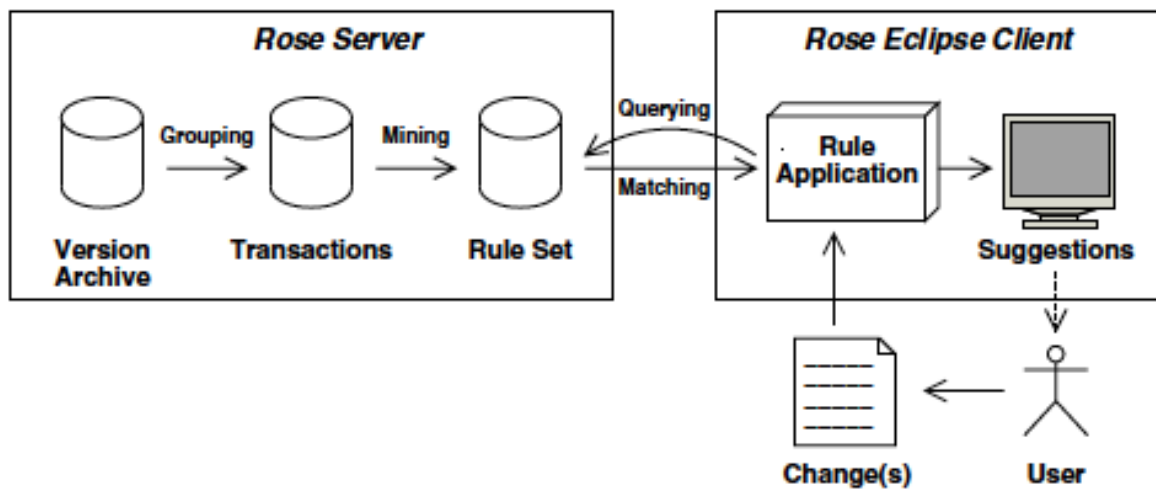 Rose Server
Rose Eclipse Client
Grouping
Mining
Querying
Matching
Rule
Application
Version
Archive
Transactions
Rule Set
Suggestions
Change(s)
User